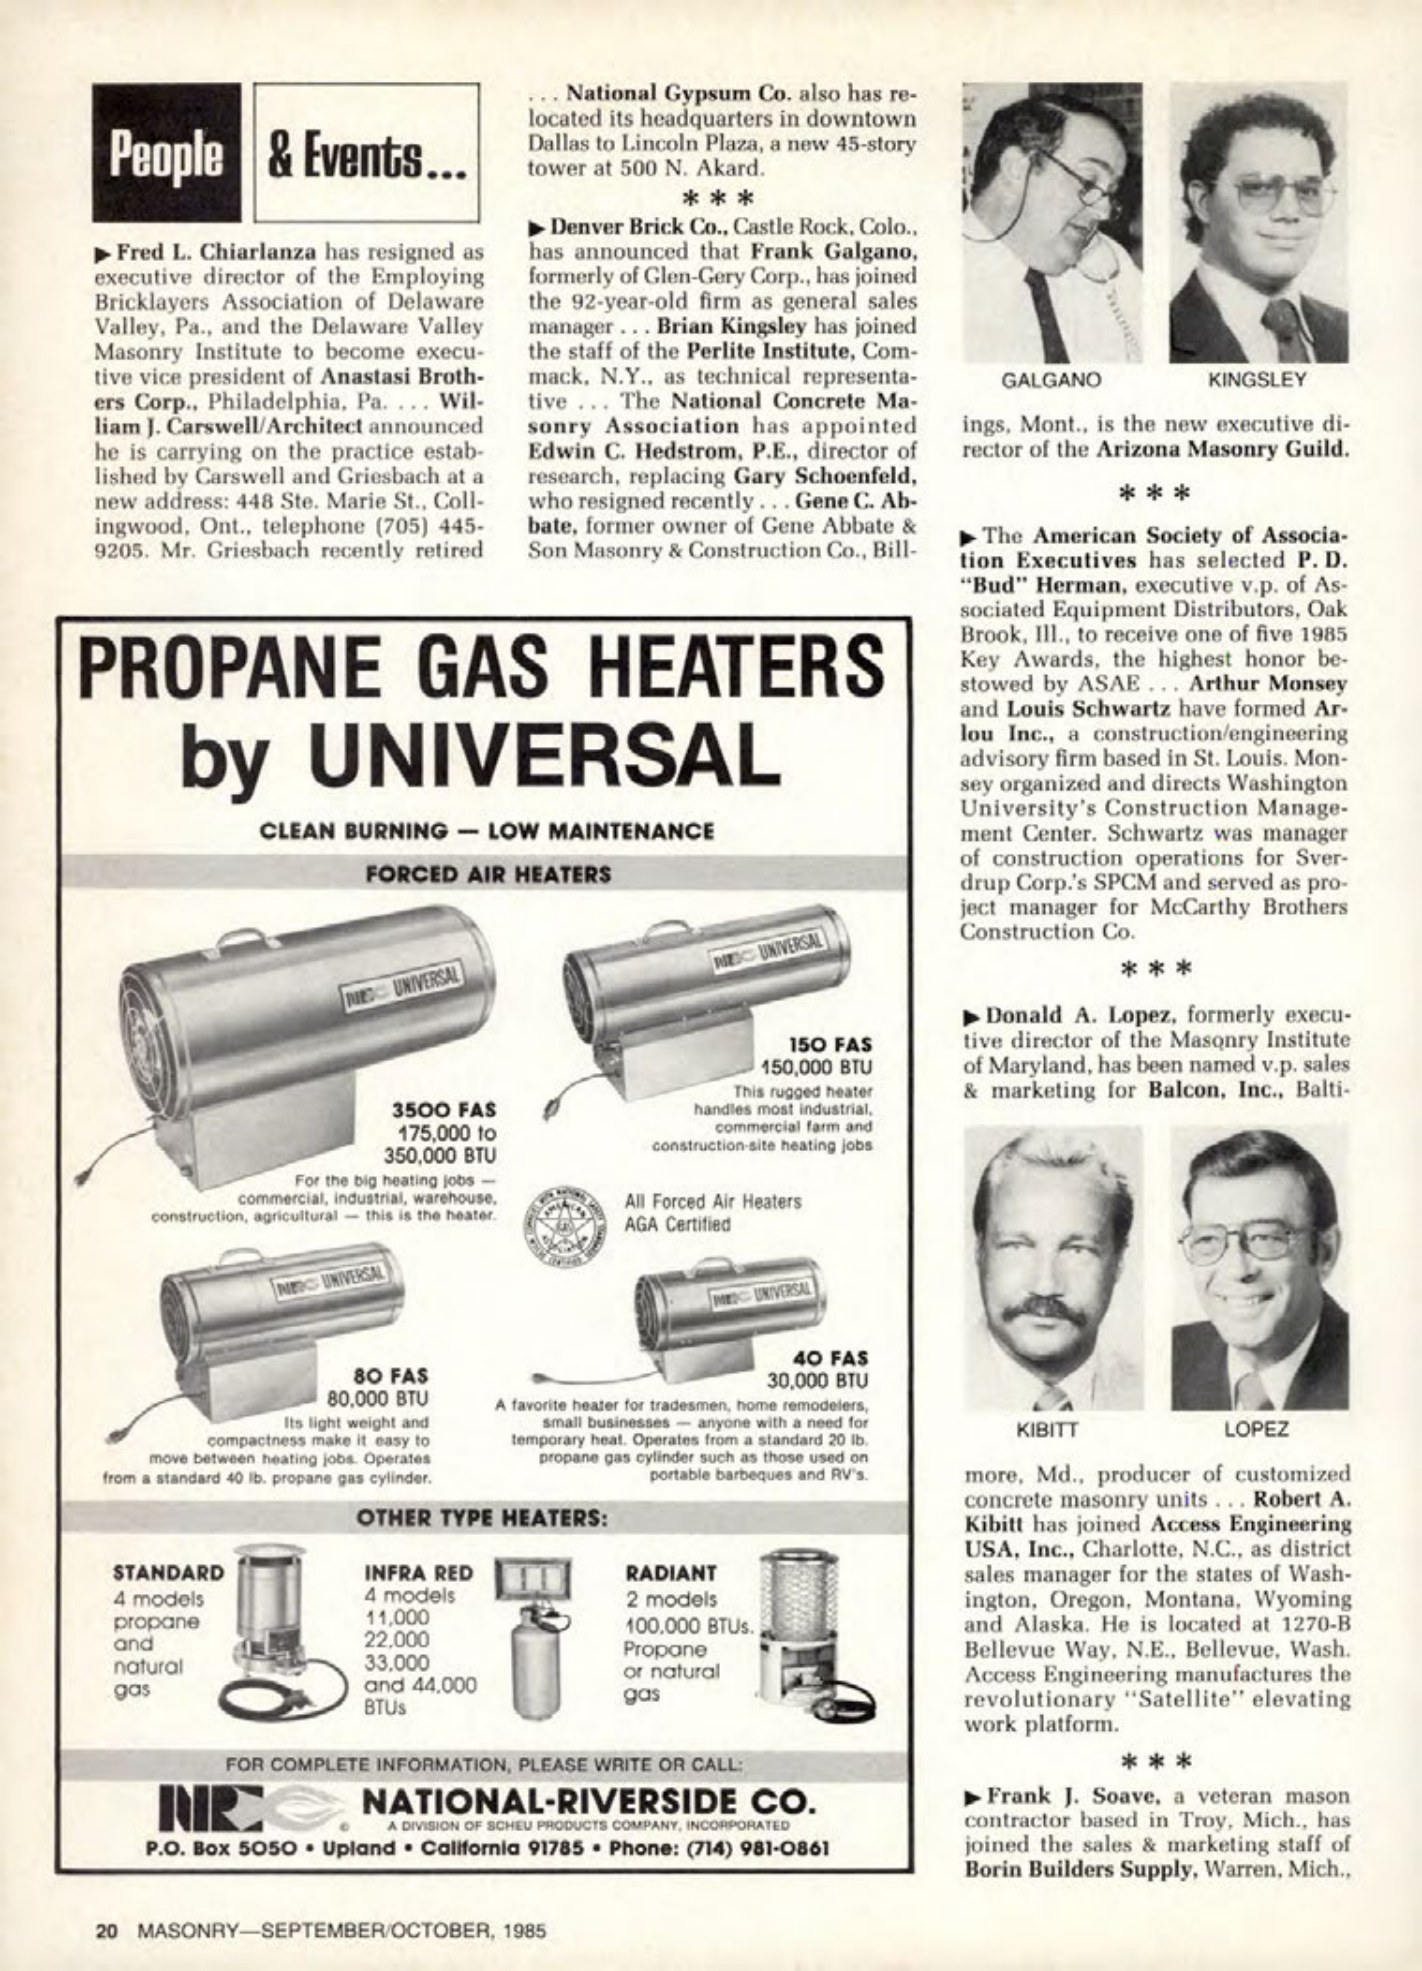 People & Events...
▶ Fred L. Chiarlanza has resigned as
executive director of the Employing
Bricklayers Association of Delaware
Valley, Pa., and the Delaware Valley
Masonry Institute to become execu-
tive vice president of Anastasi Broth-
ers Corp., Philadelphia, Pa. . . . Wil-
liam J. Carswell/Architect announced
he is carrying on the practice estab-
lished by Carswell and Griesbach at a
new address: 448 Ste. Marie St., Coll-
ingwood, Ont., telephone (705) 445-
9205. Mr. Griesbach recently retired
. . . National Gypsum Co. also has re-
located its headquarters in downtown
Dallas to Lincoln Plaza, a new 45-story
tower at 500 N. Akard.
* * *
▶ Denver Brick Co., Castle Rock, Colo.,
has announced that Frank Galgano,
formerly of Glen-Gery Corp., has joined
the 92-year-old firm as general sales
manager . . . Brian Kingsley has joined
the staff of the Perlite Institute, Com-
mack, N.Y., as technical representa-
tive . . . The National Concrete Ma-
sonry Association has appointed
Edwin C. Hedstrom, P.E., director of
research, replacing Gary Schoenfeld,
who resigned recently . . . Gene C. Ab-
bate, former owner of Gene Abbate &
Son Masonry & Construction Co., Bill-
GALGANO
KINGSLEY
ings, Mont., is the new executive di-
rector of the Arizona Masonry Guild.
* * *
▶ The American Society of Associa-
tion Executives has selected P. D.
"Bud" Herman, executive v.p. of As-
sociated Equipment Distributors, Oak
Brook, Ill., to receive one of five 1985
Key Awards, the highest honor be-
stowed by ASAE . . . Arthur Monsey
and Louis Schwartz have formed Ar-
lou Inc., a construction/engineering
advisory firm based in St. Louis. Mon-
sey organized and directs Washington
University's Construction Manage-
ment Center. Schwartz was manager
of construction operations for Sver-
drup Corp.'s SPCM and served as pro-
ject manager for McCarthy Brothers
Construction Co.
* * *
▶ Donald A. Lopez, formerly execu-
tive director of the Masonry Institute
of Maryland, has been named v.p. sales
& marketing for Balcon, Inc., Balti-
KIBITT
LOPEZ
more, Md., producer of customized
concrete masonry units . . . Robert A.
Kibitt has joined Access Engineering
USA, Inc., Charlotte, N.C., as district
sales manager for the states of Wash-
ington, Oregon, Montana, Wyoming
and Alaska. He is located at 1270-B
Bellevue Way, N.E., Bellevue, Wash.
Access Engineering manufactures the
revolutionary "Satellite" elevating
work platform.
* * *
▶ Frank J. Soave, a veteran mason
contractor based in Troy, Mich., has
joined the sales & marketing staff of
Borin Builders Supply, Warren, Mich.,
PROPANE GAS HEATERS
by UNIVERSAL
CLEAN BURNING — LOW MAINTENANCE
FORCED AIR HEATERS
UNIVERSAL
3500 FAS
175,000 to
350,000 BTU
For the big heating jobs —
commercial, industrial, warehouse,
construction, agricultural — this is the heater.
UNIVERSAL
150 FAS
150,000 BTU
This rugged heater
handles most industrial,
commercial farm and
construction-site heating jobs
All Forced Air Heaters
AGA Certified
UNIVERSAL
80 FAS
80,000 BTU
Its light weight and
compactness make it easy to
move between heating jobs. Operates
from a standard 40 lb. propane gas cylinder.
UNIVERSAL
40 FAS
30,000 BTU
A favorite heater for tradesmen, home remodelers,
small businesses — anyone with a need for
temporary heat. Operates from a standard 20 lb.
propane gas cylinder such as those used on
portable barbeques and RV's.
OTHER TYPE HEATERS:
STANDARD
4 models
propane
and
natural
gas
INFRA RED
4 models
11,000
22,000
33,000
and 44,000
BTUs
RADIANT
2 models
100,000 BTUs.
Propane
or natural
gas
FOR COMPLETE INFORMATION, PLEASE WRITE OR CALL:
NATIONAL-RIVERSIDE CO.
A DIVISION OF SCHEU PRODUCTS COMPANY, INCORPORATED
P.O. Box 5050 • Upland • California 91785 • Phone: (714) 981-0861
20 MASONRY—SEPTEMBER/OCTOBER, 1985